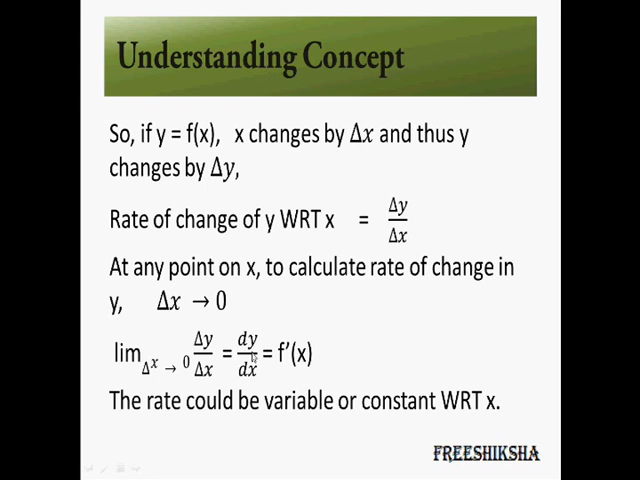 Understanding Concept
So, if y = f(x), x changes by Δx and thus y
changes by Δy,
Rate of change of y WRT x = Δy/Δx
At any point on x, to calculate rate of change in
y, Δx → 0
lim Δx → 0 Δy/Δx = dy/dx = f’(x)
The rate could be variable or constant WRT x.
FREESHIKSHA